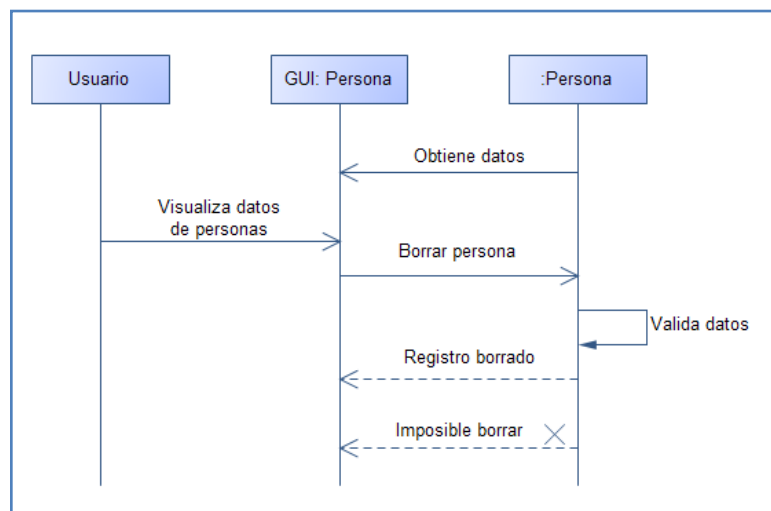 Usuario
GUI: Persona
:Persona
Obtiene datos
Visualiza datos
de personas
Borrar persona
Valida datos
Registro borrado
Imposible borrar